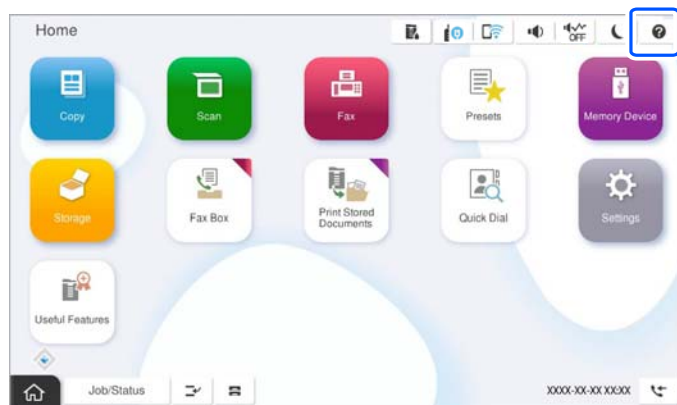 Home
OFF
?
Copy
Scan
Fax
Presets
Memory Device
Storage
Fax Box
Print Stored
Documents
Quick Dial
Settings
Useful Features
Job/Status
XXXX-XX-XX XX:XX